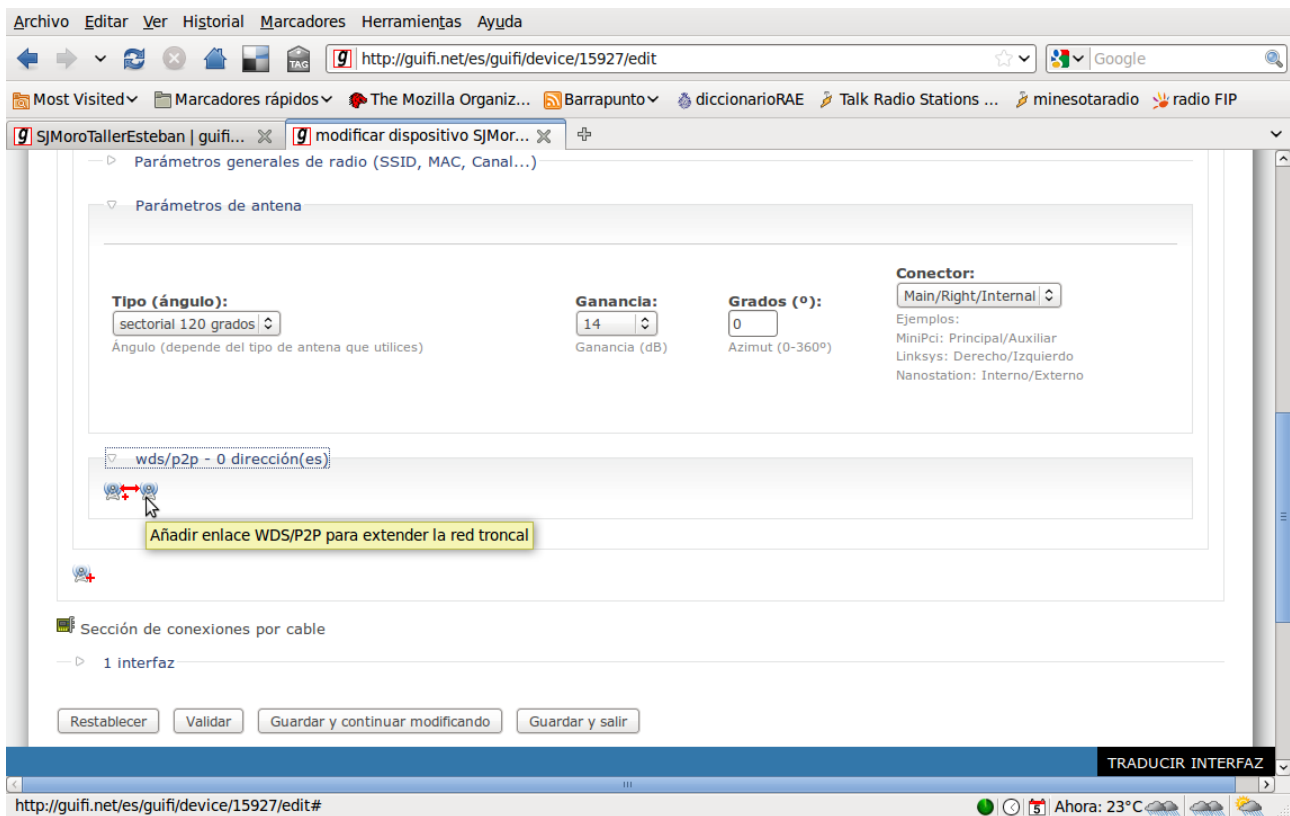 Archivo Editar Ver Historial Marcadores Herramientas Ayuda
TAG g http://guifi.net/es/guifi/device/15927/edit Google
Most Visited Marcadores rápidos The Mozilla Organiz... Barrapunto diccionarioRAE Talk Radio Stations ... minesotaradio radio FIP
g SJMoroTallerEsteban | guifi... g modificar dispositivo SJMor...
Parámetros generales de radio (SSID, MAC, Canal...)
Parámetros de antena
Conector:
Main/Right/Internal
Ejemplos:
MiniPci: Principal/Auxiliar
Linksys: Derecho/Izquierdo
Nanostation: Interno/Externo
Tipo (ángulo): Ganancia: Grados (º):
sectorial 120 grados 14 0
Ángulo (depende del tipo de antena que utilices) Ganancia (dB) Azimut (0-360º)
wds/p2p - 0 dirección(es)
Añadir enlace WDS/P2P para extender la red troncal
Sección de conexiones por cable
1 interfaz
Restablecer Validar Guardar y continuar modificando Guardar y salir
TRADUCIR INTERFAZ
http://guifi.net/es/guifi/device/15927/edit# 5 Ahora: 23°C